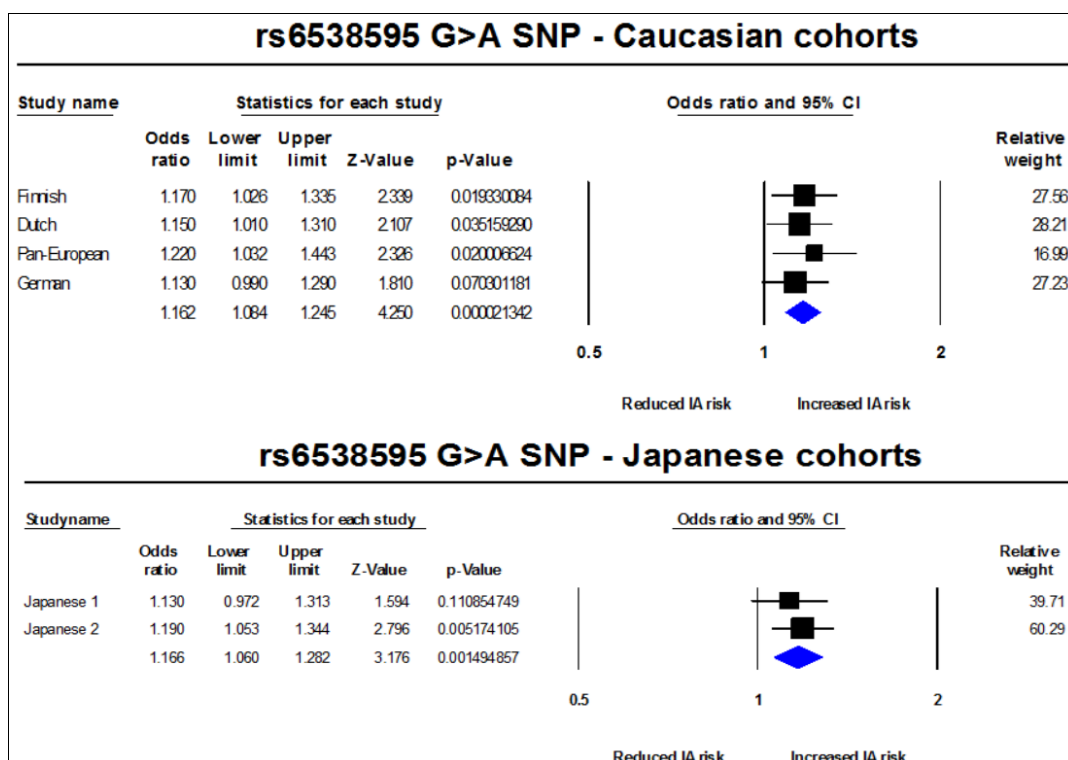 rs6538595 G>A SNP - Caucasian cohorts
Study name Statistics for each study Odds ratio and 95% CI
Odds Lower Upper Relative
ratio limit limit Z-Value p-Value weight
Finnish 1.170 1.026 1.335 2.339 0.019330084 27.56
Dutch 1.150 1.010 1.310 2.107 0.035159290 28.21
Pan-European 1.220 1.032 1.443 2.326 0.020006624 16.99
German 1.130 0.990 1.290 1.810 0.070301181 27.23
1.162 1.084 1.245 4.250 0.000021342
0.5 1 2
Reduced IA risk Increased IA risk
rs6538595 G>A SNP - Japanese cohorts
Studyname Statistics for each study Odds ratio and 95% CI
Odds Lower Upper Relative
ratio limit limit Z-Value p-Value weight
Japanese 1 1.130 0.972 1.313 1.594 0.110854749 39.71
Japanese 2 1.190 1.053 1.344 2.796 0.005174105 60.29
1.166 1.060 1.282 3.176 0.001494857
0.5 1 2
Reduced IA risk Increased IA risk